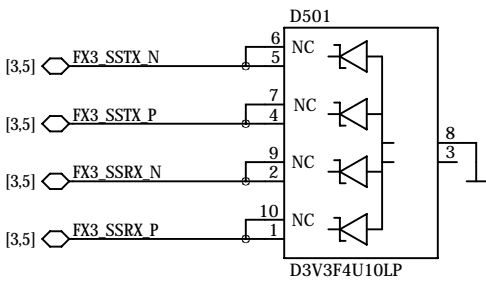 D501
6 NC
[3,5] FX3_SSTX_N 5
7 NC
[3,5] FX3_SSTX_P 4
8
9 NC 3
[3,5] FX3_SSRX_N 2
10 NC
[3,5] FX3_SSRX_P 1
D3V3F4U10LP